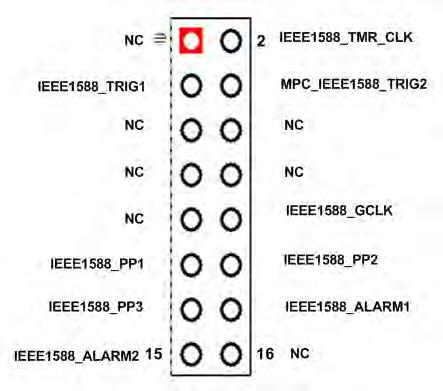 NC 2 IEEE1588_TMR_CLK
IEEE1588_TRIG1 MPC_IEEE1588_TRIG2
NC NC
NC NC
NC IEEE1588_GCLK
IEEE1588_PP1 IEEE1588_PP2
IEEE1588_PP3 IEEE1588_ALARM1
IEEE1588_ALARM2 15 16 NC